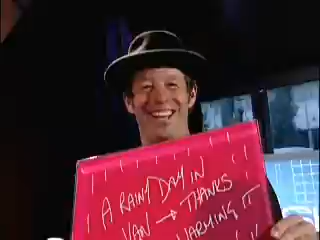 A RAINY DAY IN
VAN → THANKS
WARMING IT